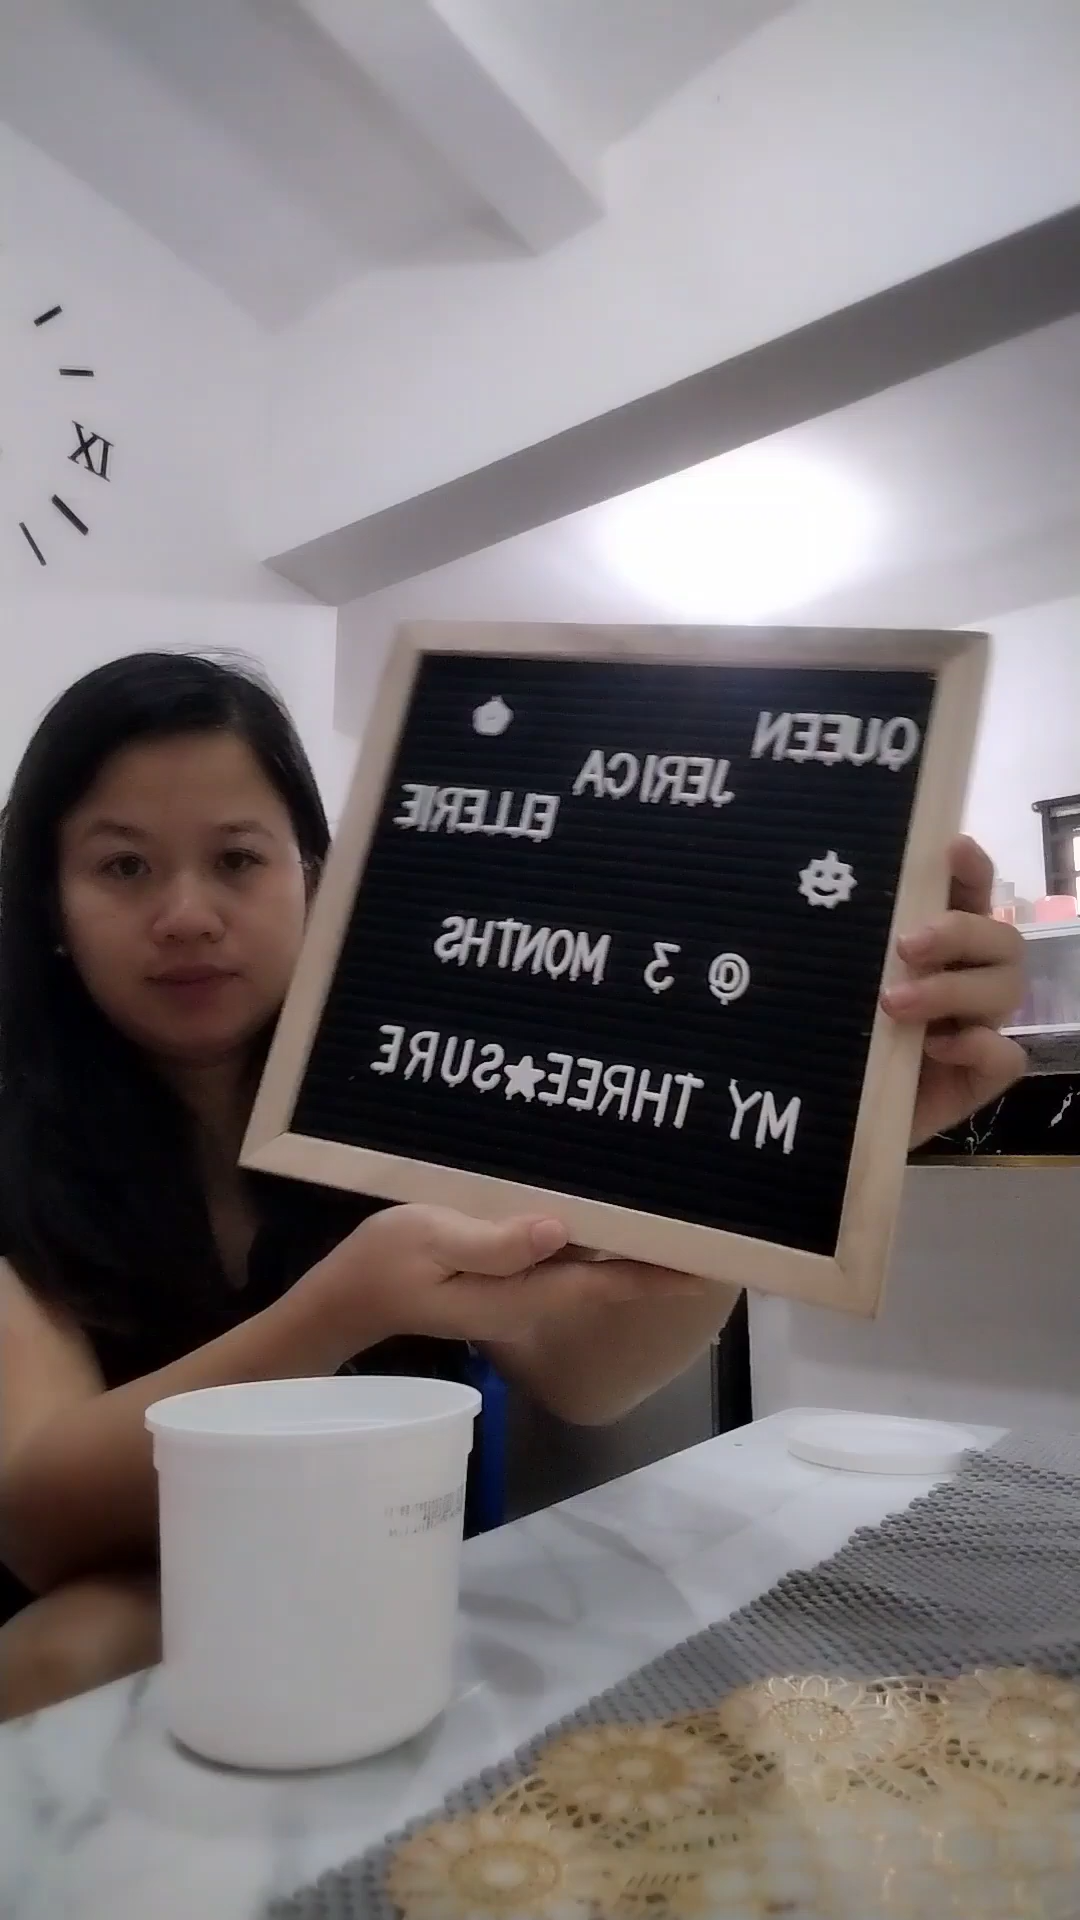 QUEEN
JERICA
ELLERIE
@ 3 MONTHS
MY THREE★SURE
IX